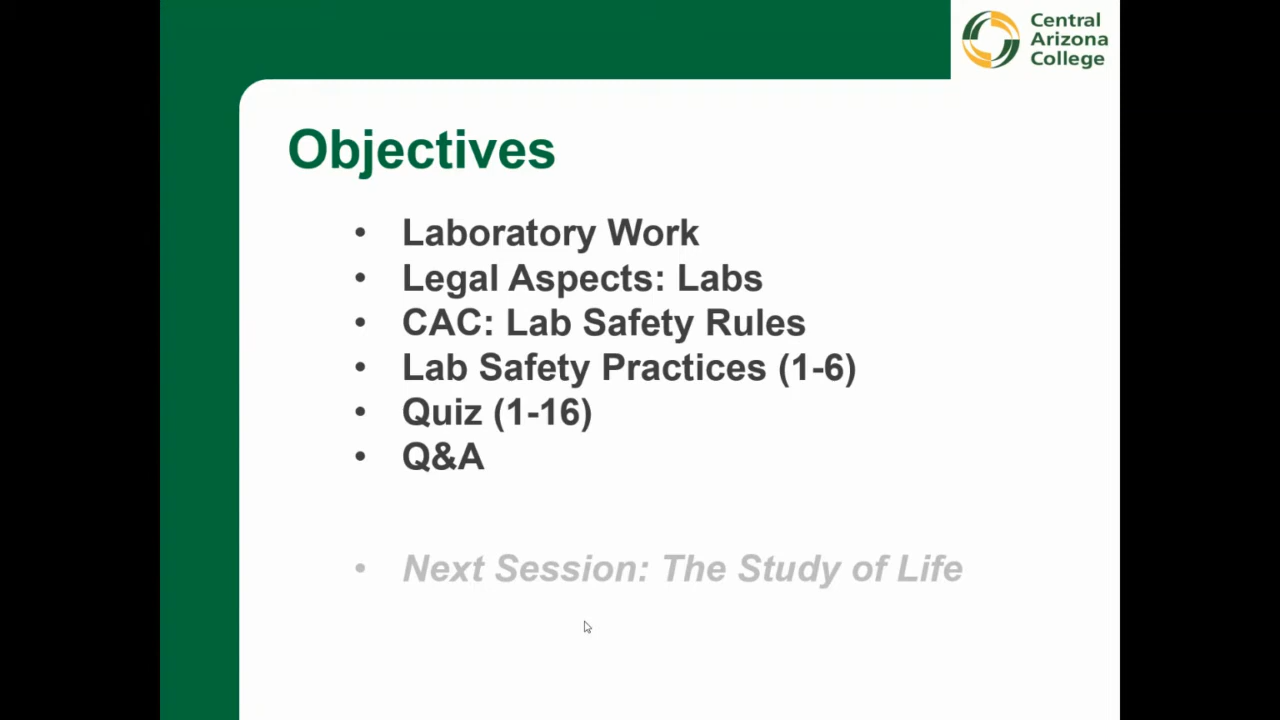 Central
Arizona
College
Objectives
• Laboratory Work
• Legal Aspects: Labs
• CAC: Lab Safety Rules
• Lab Safety Practices (1-6)
• Quiz (1-16)
• Q&A
• Next Session: The Study of Life